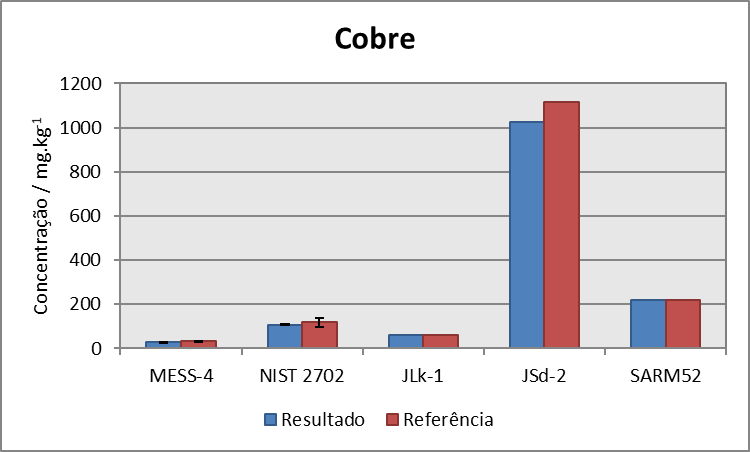 Cobre
Concentração / mg.kg⁻¹
1200
1000
800
600
400
200
0
MESS-4 NIST 2702 JLk-1 JSd-2 SARM52
Resultado Referência